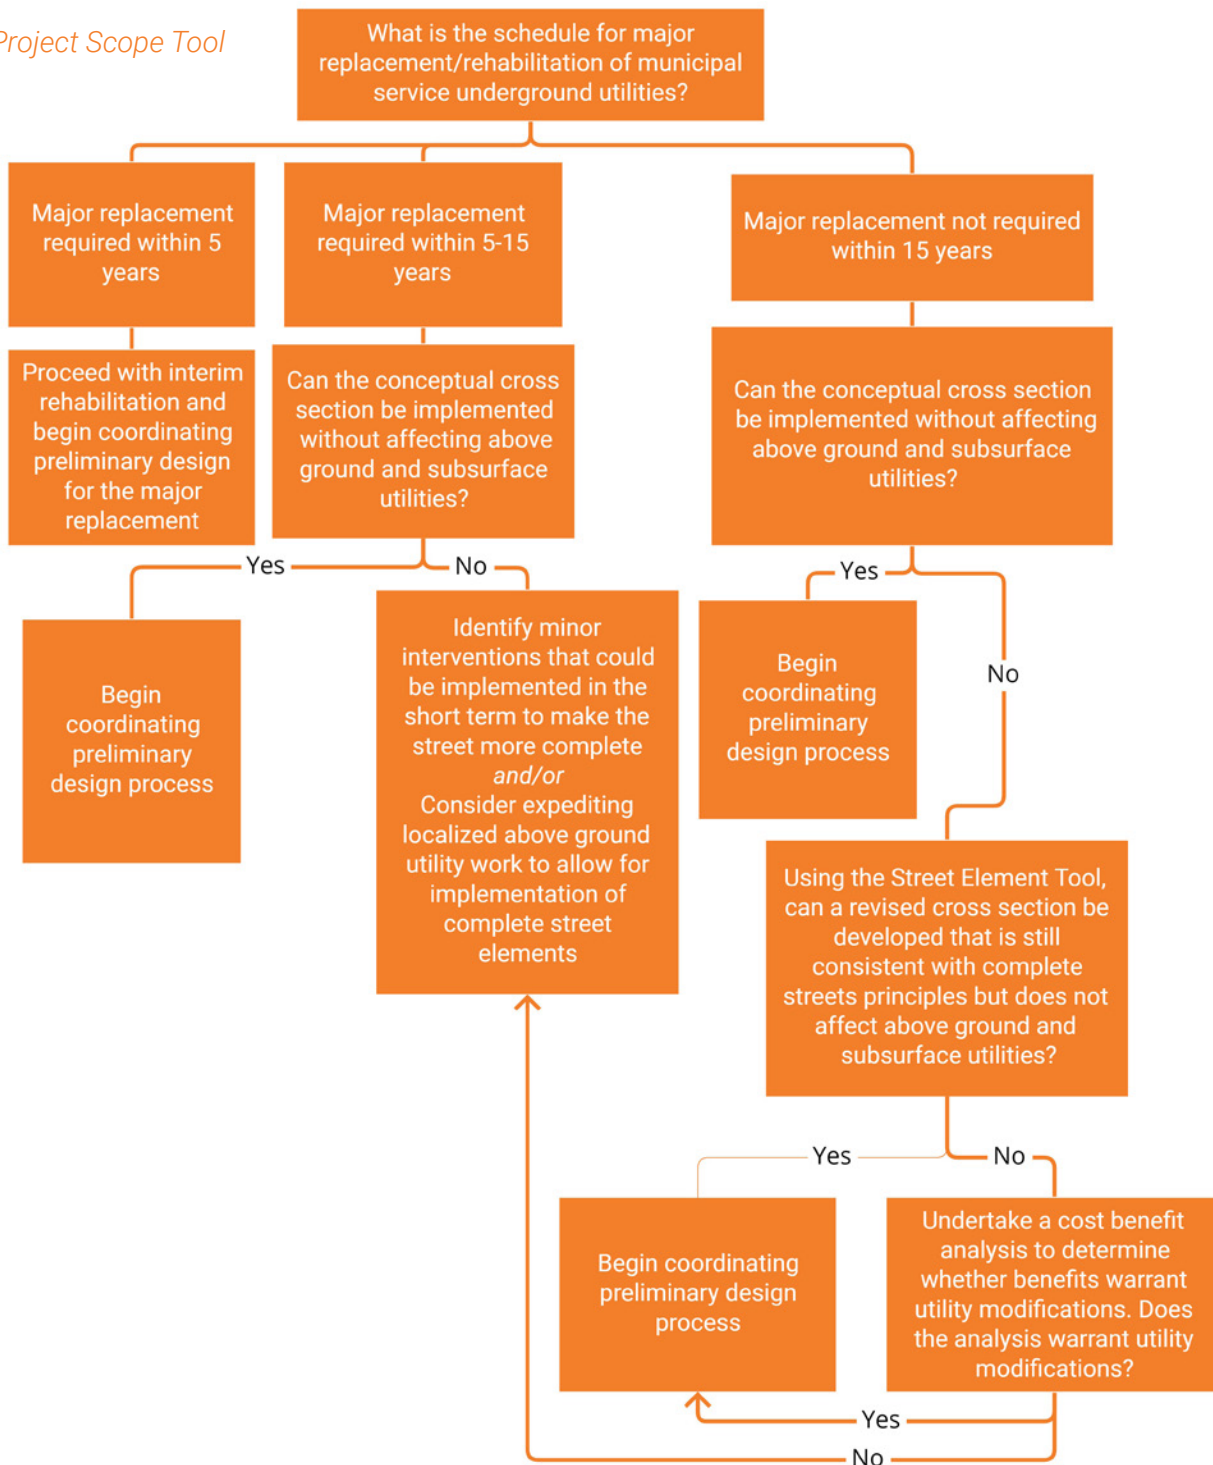 Project Scope Tool
What is the schedule for major
replacement/rehabilitation of municipal
service underground utilities?
Major replacement
required within 5
years
Major replacement
required within 5-15
years
Major replacement not required
within 15 years
Proceed with interim
rehabilitation and
begin coordinating
preliminary design
for the major
replacement
Can the conceptual cross
section be implemented
without affecting above
ground and subsurface
utilities?
Can the conceptual cross section
be implemented without affecting
above ground and subsurface
utilities?
Yes
No
Yes
No
Begin
coordinating
preliminary
design process
Identify minor
interventions that could
be implemented in the
short term to make the
street more complete
and/or
Consider expediting
localized above ground
utility work to allow for
implementation of
complete street
elements
Begin
coordinating
preliminary
design process
Using the Street Element Tool,
can a revised cross section be
developed that is still
consistent with complete
streets principles but does not
affect above ground and
subsurface utilities?
Yes
No
Begin coordinating
preliminary design
process
Undertake a cost benefit
analysis to determine
whether benefits warrant
utility modifications. Does
the analysis warrant utility
modifications?
Yes
No